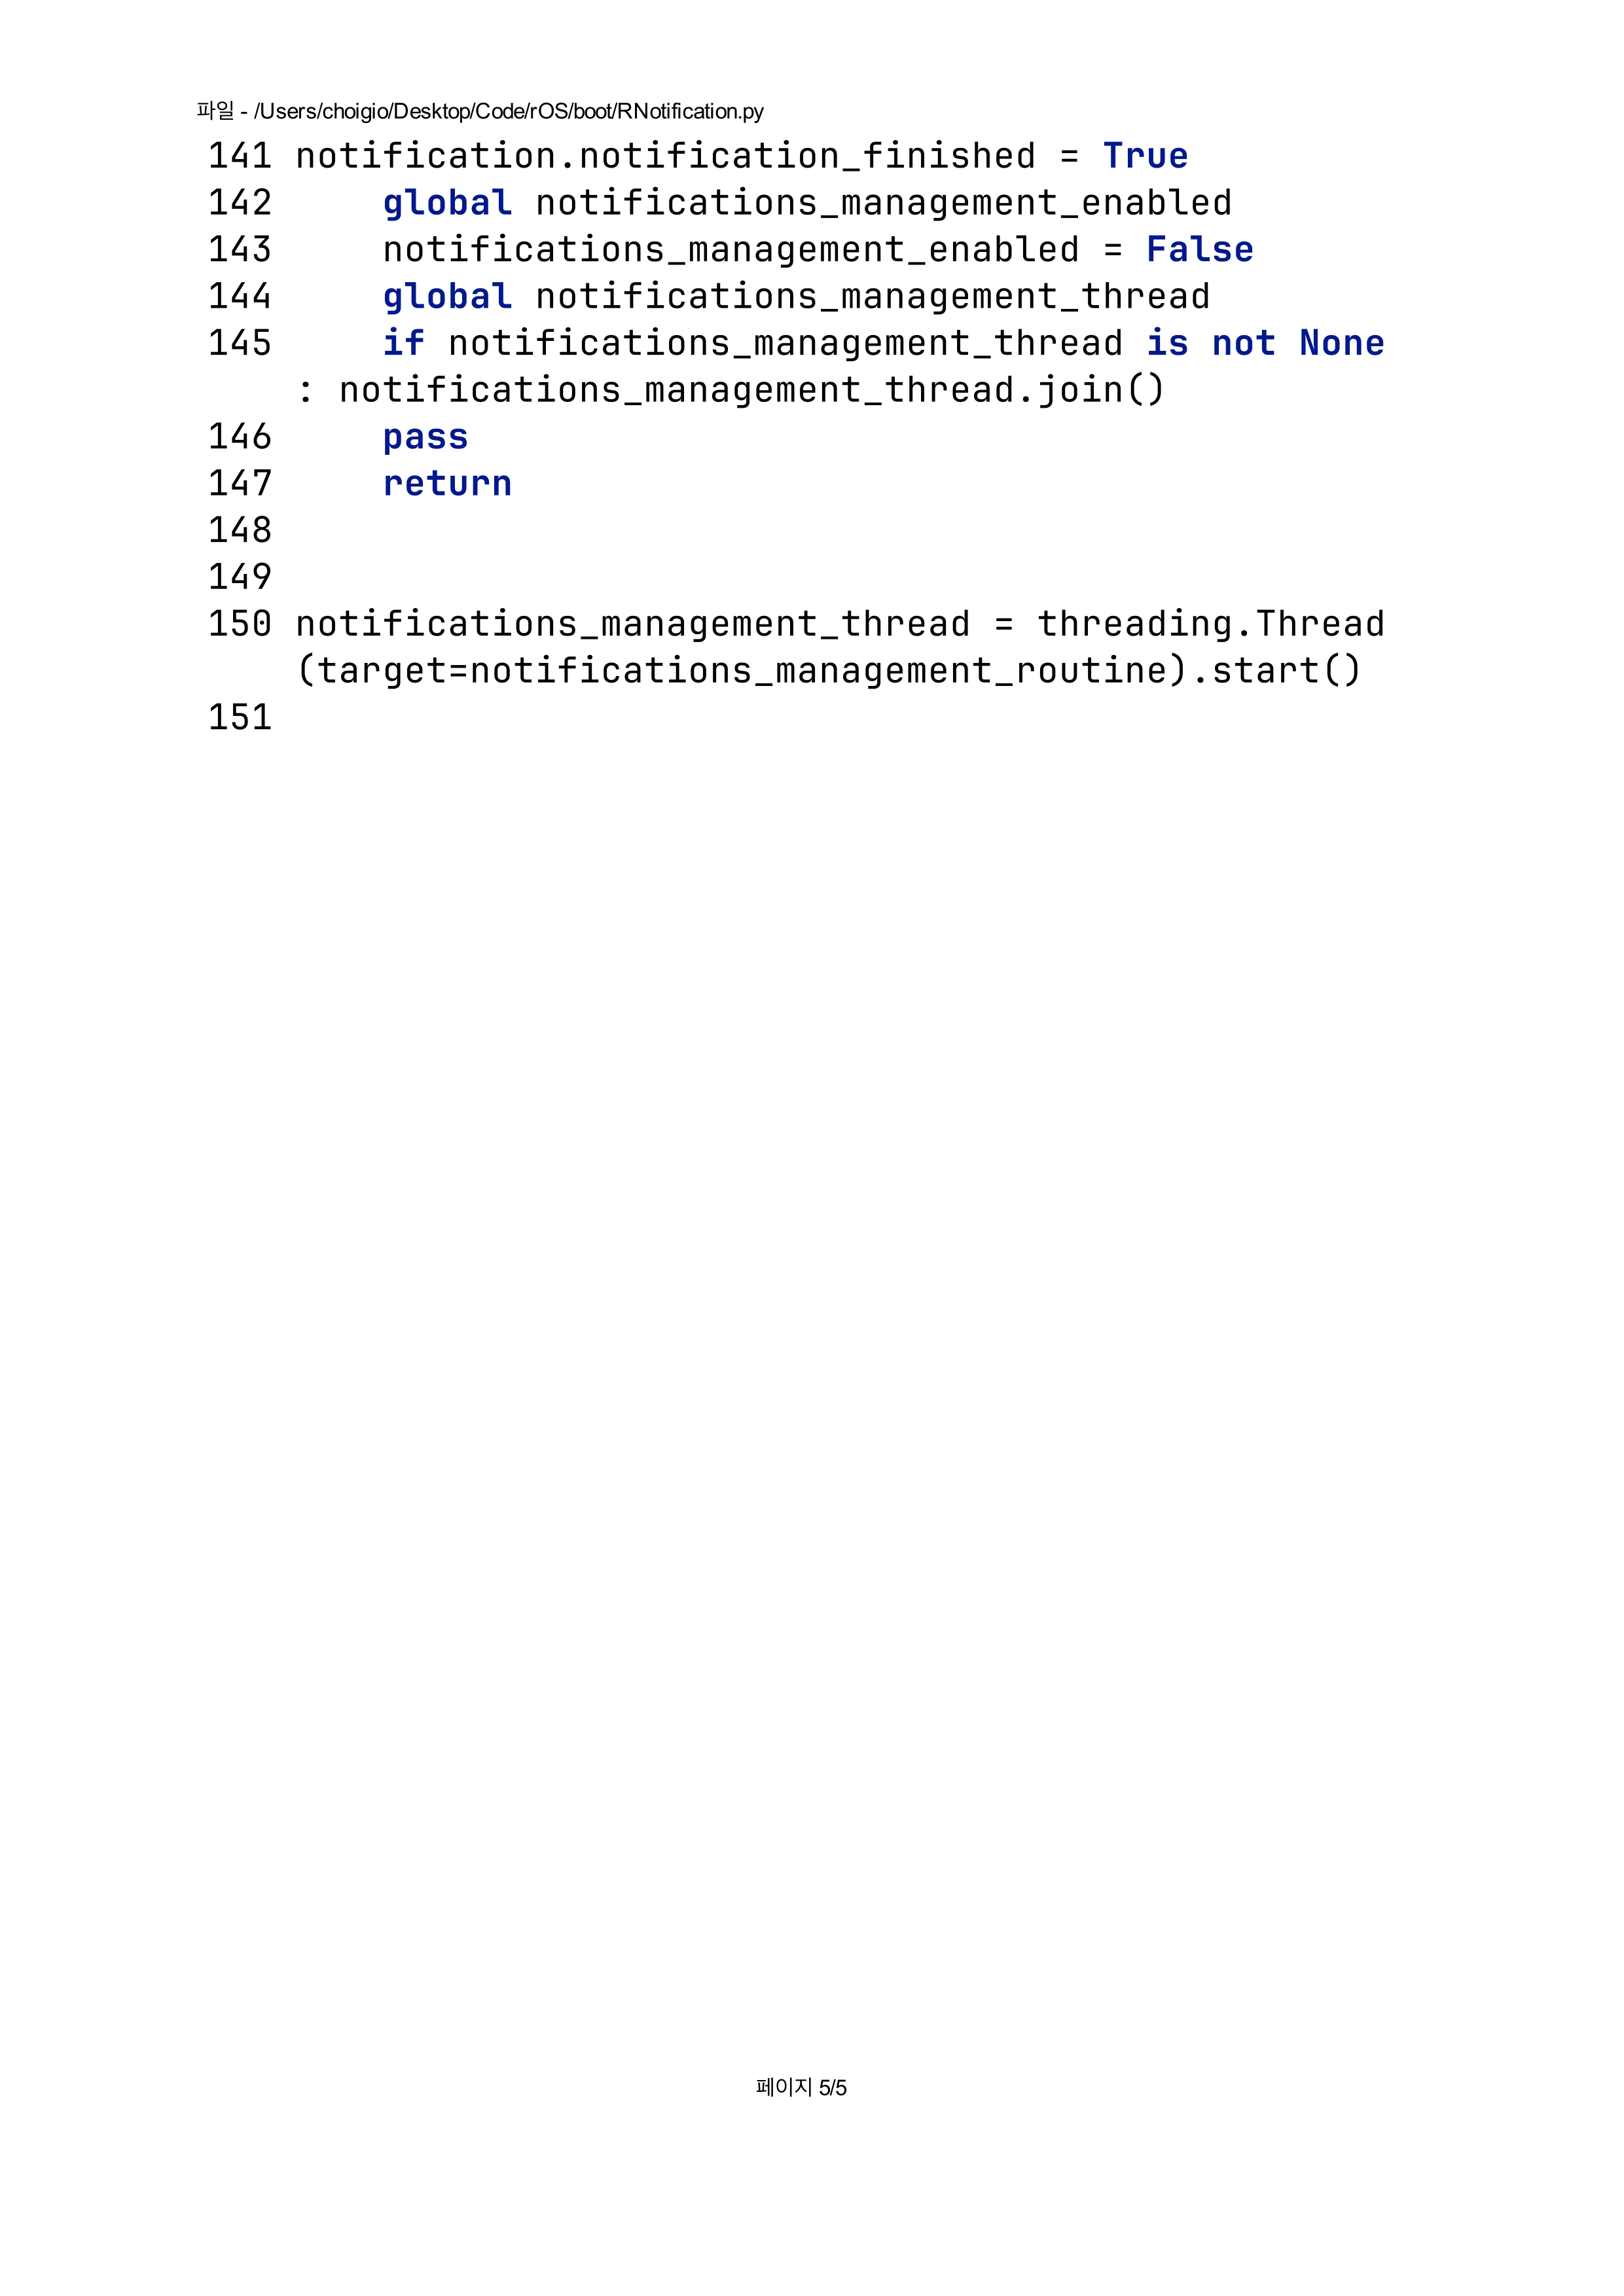 파일 - /Users/choigio/Desktop/Code/rOS/boot/RNotification.py
141 notification.notification_finished = True
142     global notifications_management_enabled
143     notifications_management_enabled = False
144     global notifications_management_thread
145     if notifications_management_thread is not None
    : notifications_management_thread.join()
146     pass
147     return
148
149
150 notifications_management_thread = threading.Thread
    (target=notifications_management_routine).start()
151
페이지 5/5